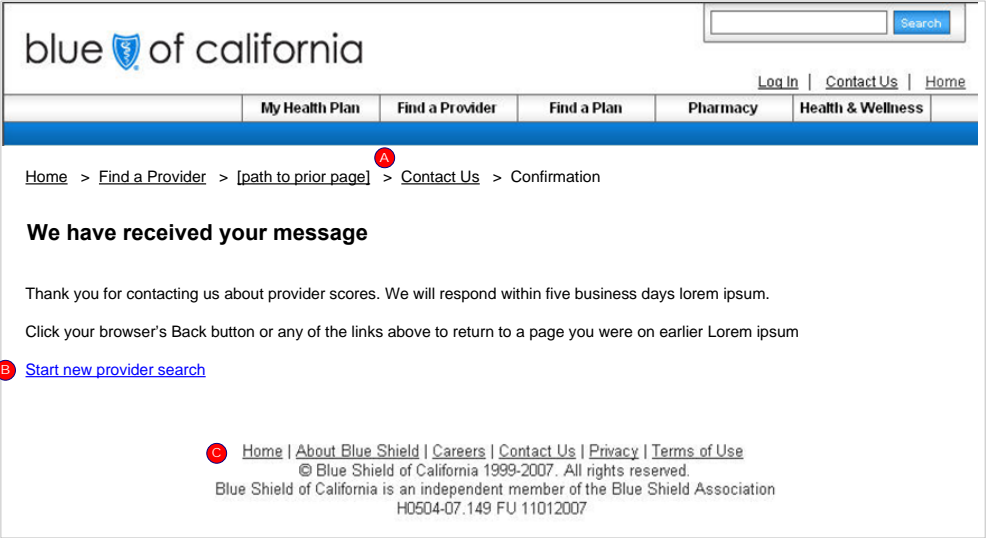 Search
blue of california
Log In | Contact Us | Home
My Health Plan Find a Provider Find a Plan Pharmacy Health & Wellness
A
Home > Find a Provider > [path to prior page] > Contact Us > Confirmation
We have received your message
Thank you for contacting us about provider scores. We will respond within five business days lorem ipsum.
Click your browser's Back button or any of the links above to return to a page you were on earlier Lorem ipsum
B Start new provider search
C Home | About Blue Shield | Careers | Contact Us | Privacy | Terms of Use
© Blue Shield of California 1999-2007. All rights reserved.
Blue Shield of California is an independent member of the Blue Shield Association
H0504-07.149 FU 11012007